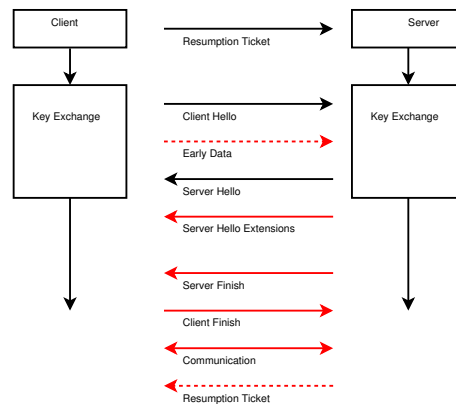 Client
Server
Resumption Ticket
Key Exchange
Key Exchange
Client Hello
Early Data
Server Hello
Server Hello Extensions
Server Finish
Client Finish
Communication
Resumption Ticket